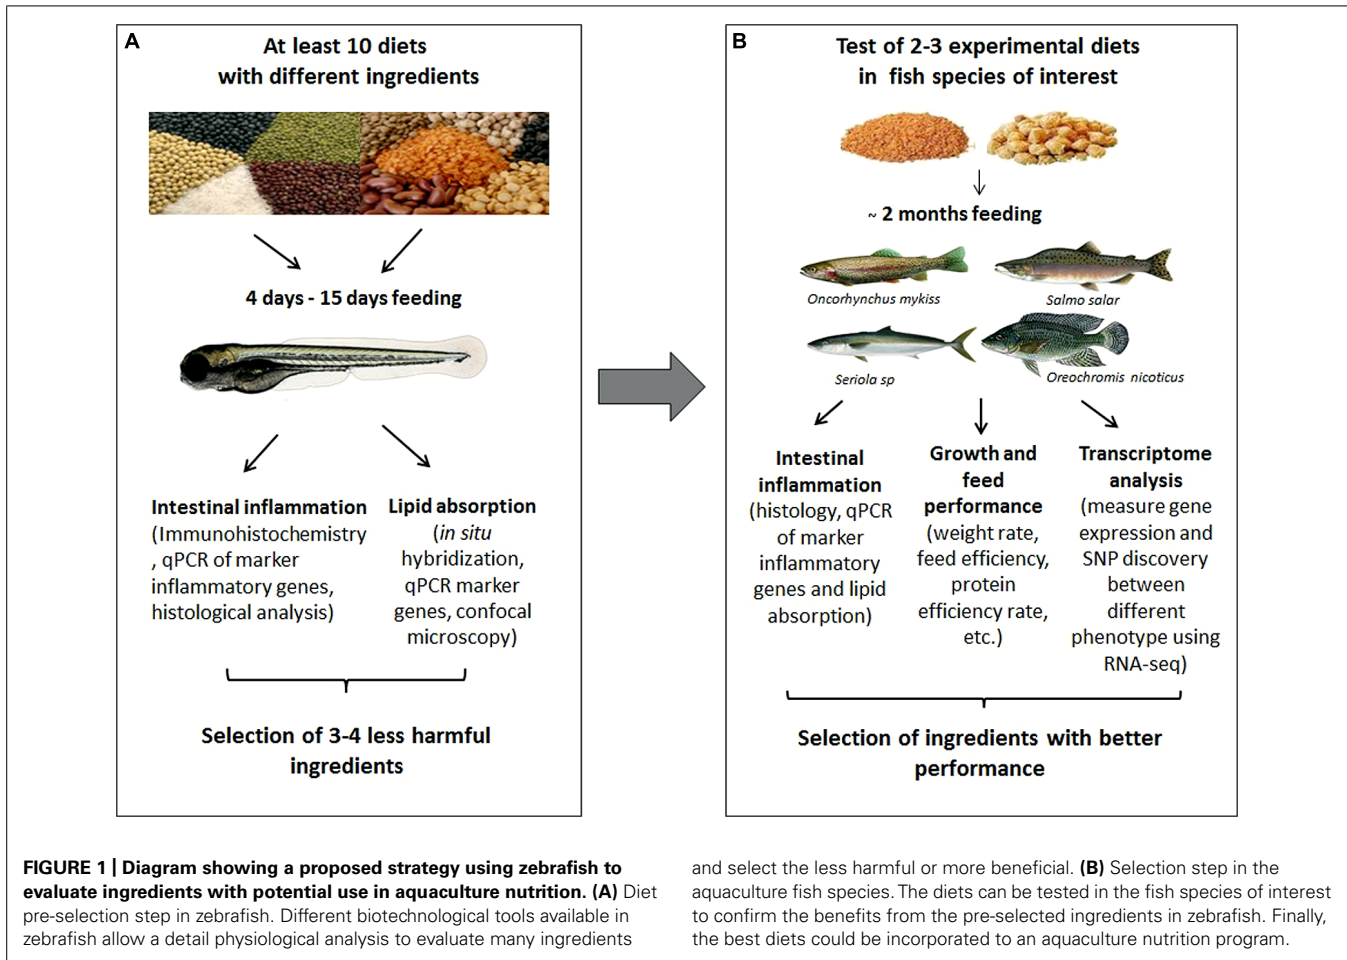 A
At least 10 diets
with different ingredients
4 days - 15 days feeding
Intestinal inflammation
(Immunohistochemistry
, qPCR of marker
inflammatory genes,
histological analysis)
Lipid absorption
(in situ
hybridization,
qPCR marker
genes, confocal
microscopy)
Selection of 3-4 less harmful
ingredients
B
Test of 2-3 experimental diets
in fish species of interest
~ 2 months feeding
Oncorhynchus mykiss
Salmo salar
Seriola sp
Oreochromis nicoticus
Intestinal
inflammation
(histology, qPCR
of marker
inflammatory
genes and lipid
absorption)
Growth and
feed
performance
(weight rate,
feed efficiency,
protein
efficiency rate,
etc.)
Transcriptome
analysis
(measure gene
expression and
SNP discovery
between
different
phenotype using
RNA-seq)
Selection of ingredients with better
performance
FIGURE 1 | Diagram showing a proposed strategy using zebrafish to
evaluate ingredients with potential use in aquaculture nutrition. (A) Diet
pre-selection step in zebrafish. Different biotechnological tools available in
zebrafish allow a detail physiological analysis to evaluate many ingredients
and select the less harmful or more beneficial. (B) Selection step in the
aquaculture fish species. The diets can be tested in the fish species of interest
to confirm the benefits from the pre-selected ingredients in zebrafish. Finally,
the best diets could be incorporated to an aquaculture nutrition program.